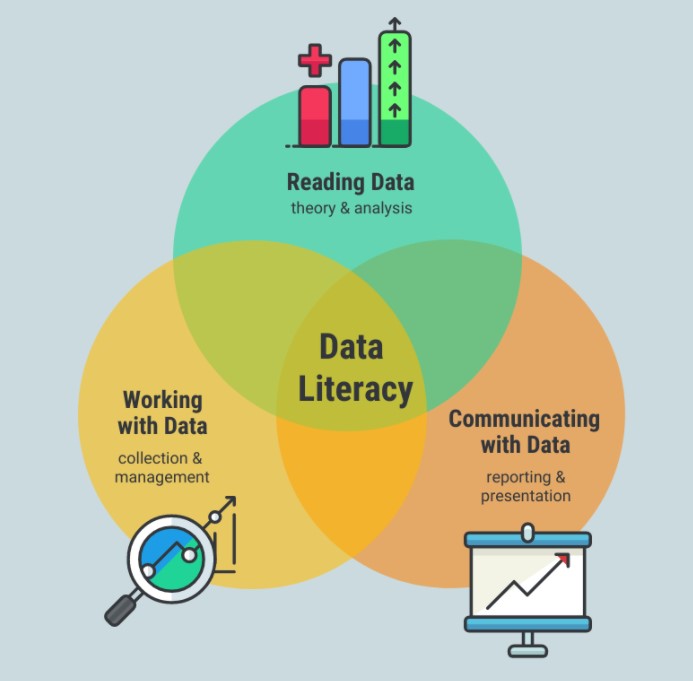 Reading Data
theory & analysis
Data
Literacy
Working
with Data
collection &
management
Communicating
with Data
reporting &
presentation